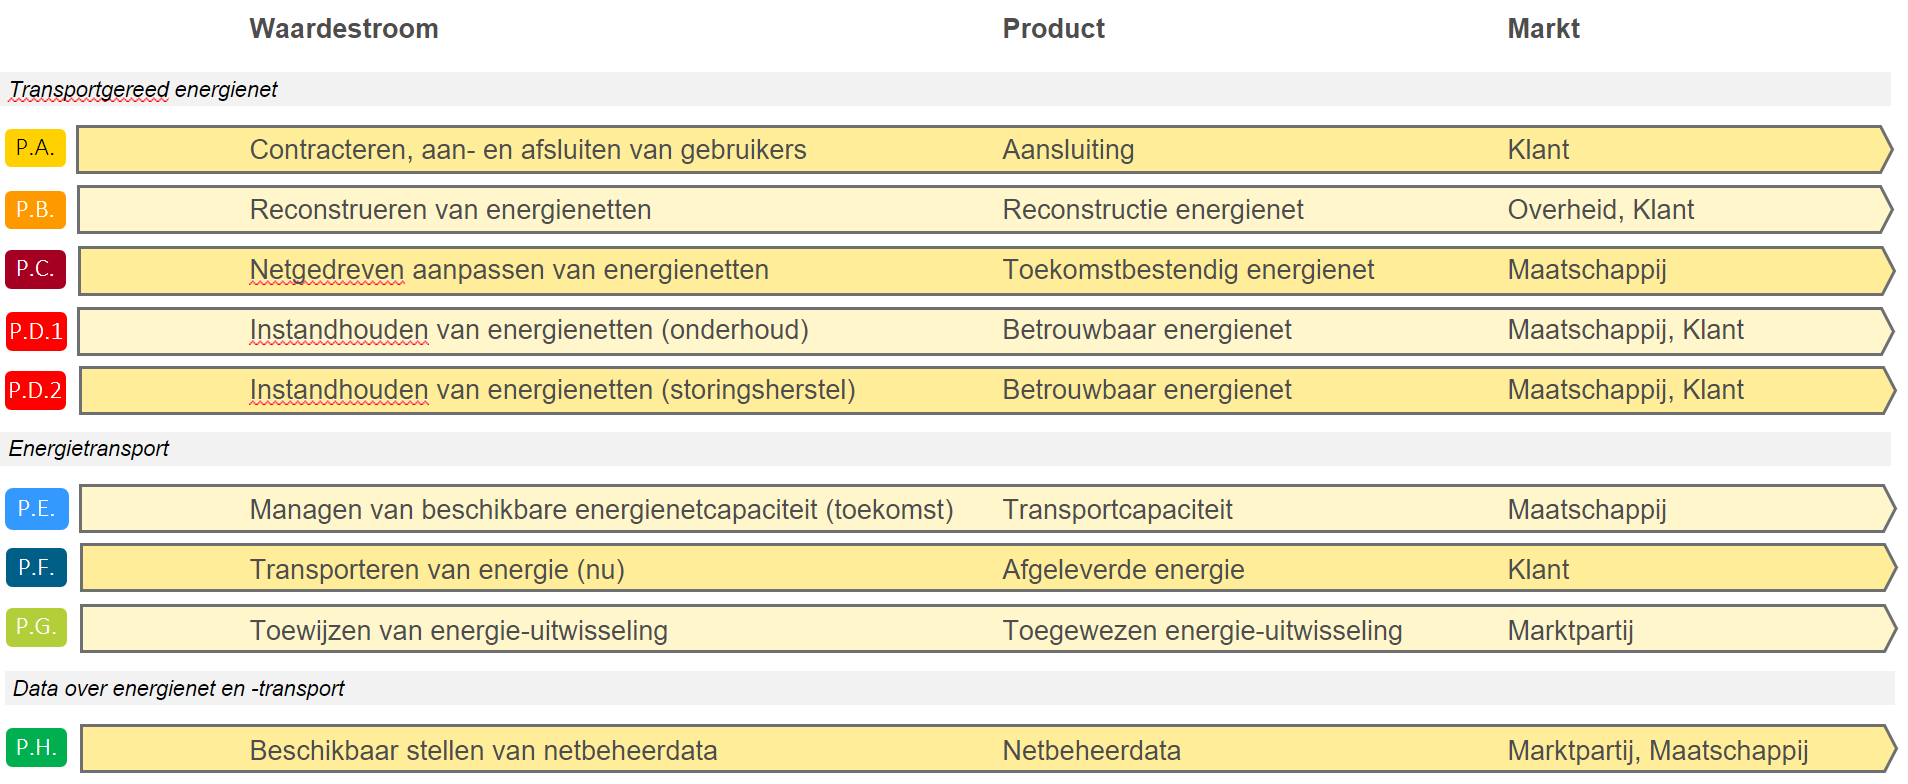 Waardestroom Product Markt
Transportgereed energienet
P.A. Contracteren, aan- en afsluiten van gebruikers Aansluiting Klant
P.B. Reconstrueren van energienetten Reconstructie energienet Overheid, Klant
P.C. Netgedreven aanpassen van energienetten Toekomstbestendig energienet Maatschappij
P.D.1 Instandhouden van energienetten (onderhoud) Betrouwbaar energienet Maatschappij, Klant
P.D.2 Instandhouden van energienetten (storingsherstel) Betrouwbaar energienet Maatschappij, Klant
Energietransport
P.E. Managen van beschikbare energienetcapaciteit (toekomst) Transportcapaciteit Maatschappij
P.F. Transporteren van energie (nu) Afgeleverde energie Klant
P.G. Toewijzen van energie-uitwisseling Toegewezen energie-uitwisseling Marktpartij
Data over energienet en -transport
P.H. Beschikbaar stellen van netbeheerdata Netbeheerdata Marktpartij, Maatschappij